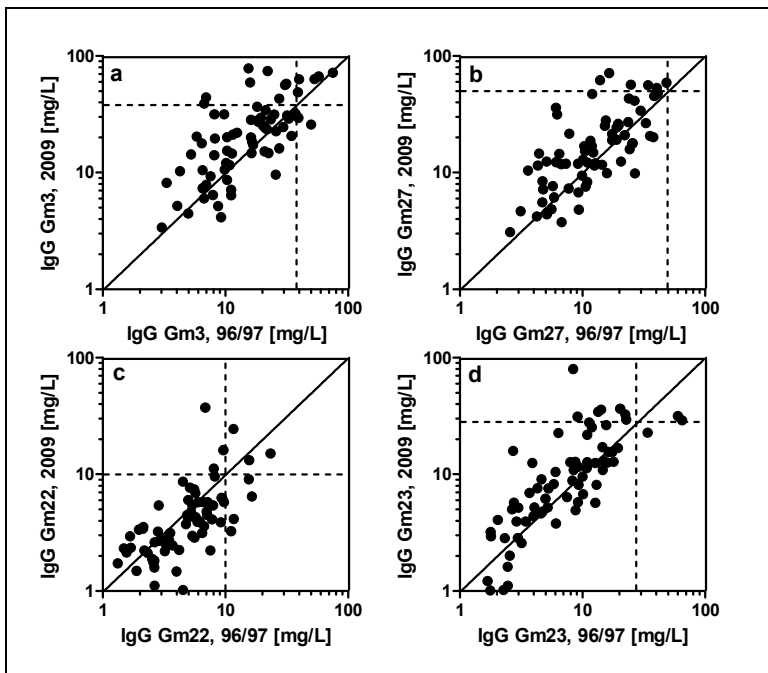 a
100
10
1
IgG Gm3, 2009 [mg/L]
1 10 100
IgG Gm3, 96/97 [mg/L]
b
100
10
1
IgG Gm27, 2009 [mg/L]
1 10 100
IgG Gm27, 96/97 [mg/L]
c
100
10
1
IgG Gm22, 2009 [mg/L]
1 10 100
IgG Gm22, 96/97 [mg/L]
d
100
10
1
IgG Gm23, 2009 [mg/L]
1 10 100
IgG Gm23, 96/97 [mg/L]